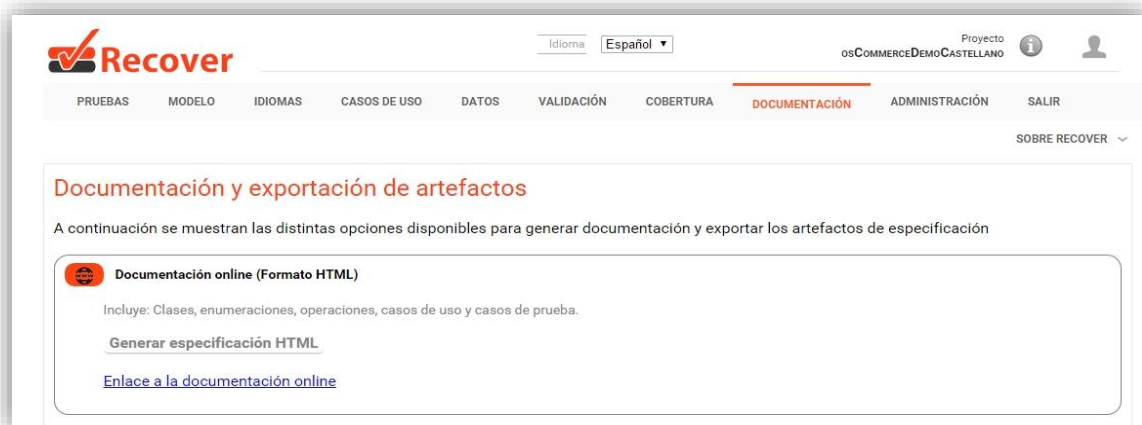 Recover
Idioma
Español
Proyecto
osCommerceDemoCastellano
PRUEBAS MODELO IDIOMAS CASOS DE USO DATOS VALIDACIÓN COBERTURA DOCUMENTACIÓN ADMINISTRACIÓN SALIR
SOBRE RECOVER
Documentación y exportación de artefactos
A continuación se muestran las distintas opciones disponibles para generar documentación y exportar los artefactos de especificación
www
Documentación online (Formato HTML)
Incluye: Clases, enumeraciones, operaciones, casos de uso y casos de prueba.
Generar especificación HTML
Enlace a la documentación online